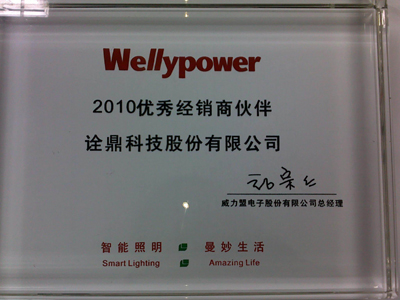 Wellypower
2010优秀经销商伙伴
诠鼎科技股份有限公司
威力盟电子股份有限公司总经理
智能照明 曼妙生活
Smart Lighting Amazing Life